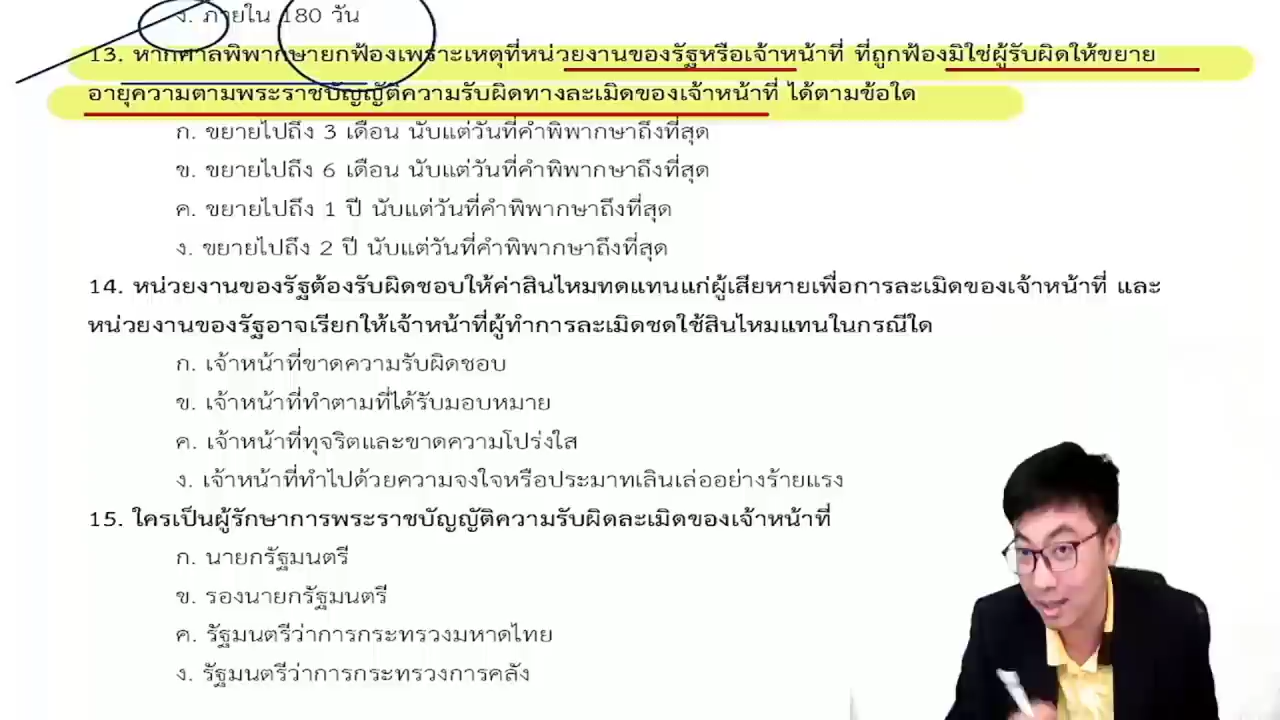 ง. ภายใน 180 วัน
13. หากศาลพิพากษายกฟ้องเพราะเหตุที่หน่วยงานของรัฐหรือเจ้าหน้าที่ ที่ถูกฟ้องมิใช่ผู้รับผิดให้ขยาย
อายุความตามพระราชบัญญัติความรับผิดทางละเมิดของเจ้าหน้าที่ ได้ตามข้อใด
ก. ขยายไปถึง 3 เดือน นับแต่วันที่คำพิพากษาถึงที่สุด
ข. ขยายไปถึง 6 เดือน นับแต่วันที่คำพิพากษาถึงที่สุด
ค. ขยายไปถึง 1 ปี นับแต่วันที่คำพิพากษาถึงที่สุด
ง. ขยายไปถึง 2 ปี นับแต่วันที่คำพิพากษาถึงที่สุด
14. หน่วยงานของรัฐต้องรับผิดชอบให้ค่าสินไหมทดแทนแก่ผู้เสียหายเพื่อการละเมิดของเจ้าหน้าที่ และ
หน่วยงานของรัฐอาจเรียกให้เจ้าหน้าที่ผู้ทำการละเมิดชดใช้สินไหมแทนในกรณีใด
ก. เจ้าหน้าที่ขาดความรับผิดชอบ
ข. เจ้าหน้าที่ทำตามที่ได้รับมอบหมาย
ค. เจ้าหน้าที่ทุจริตและขาดความโปร่งใส
ง. เจ้าหน้าที่ทำไปด้วยความจงใจหรือประมาทเลินเล่ออย่างร้ายแรง
15. ใครเป็นผู้รักษาการพระราชบัญญัติความรับผิดละเมิดของเจ้าหน้าที่
ก. นายกรัฐมนตรี
ข. รองนายกรัฐมนตรี
ค. รัฐมนตรีว่าการกระทรวงมหาดไทย
ง. รัฐมนตรีว่าการกระทรวงการคลัง